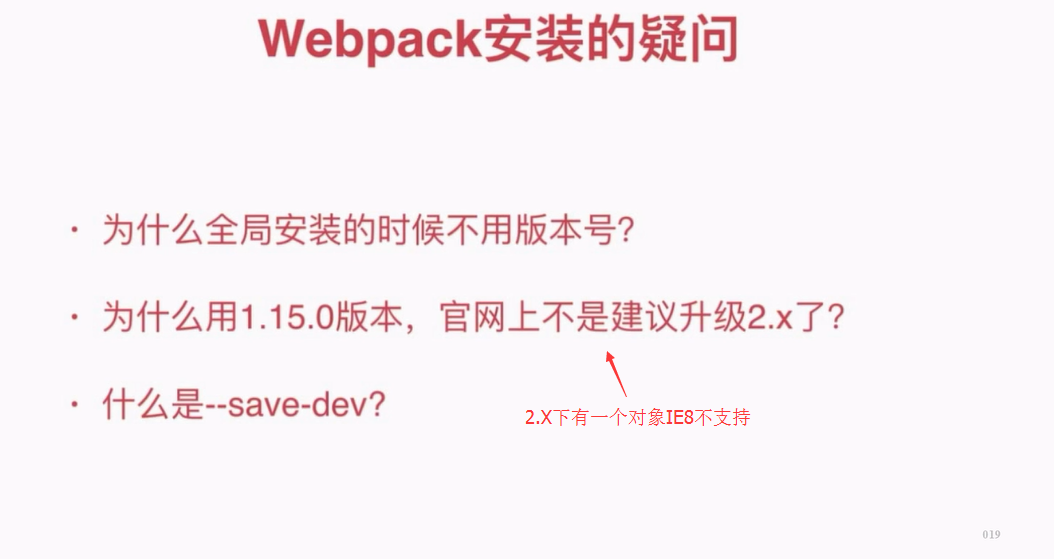 Webpack安装的疑问
· 为什么全局安装的时候不用版本号？
· 为什么用1.15.0版本，官网上不是建议升级2.x了？
· 什么是--save-dev？
2.X下有一个对象IE8不支持
019